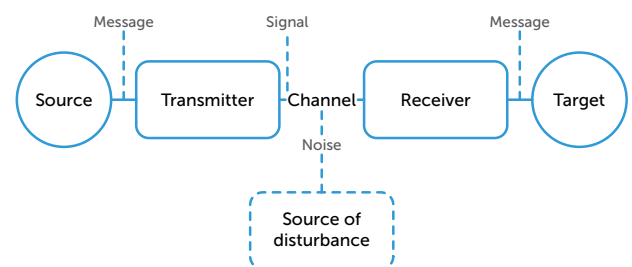 Message
Signal
Message
Source
Transmitter
Channel
Receiver
Target
Noise
Source of
disturbance